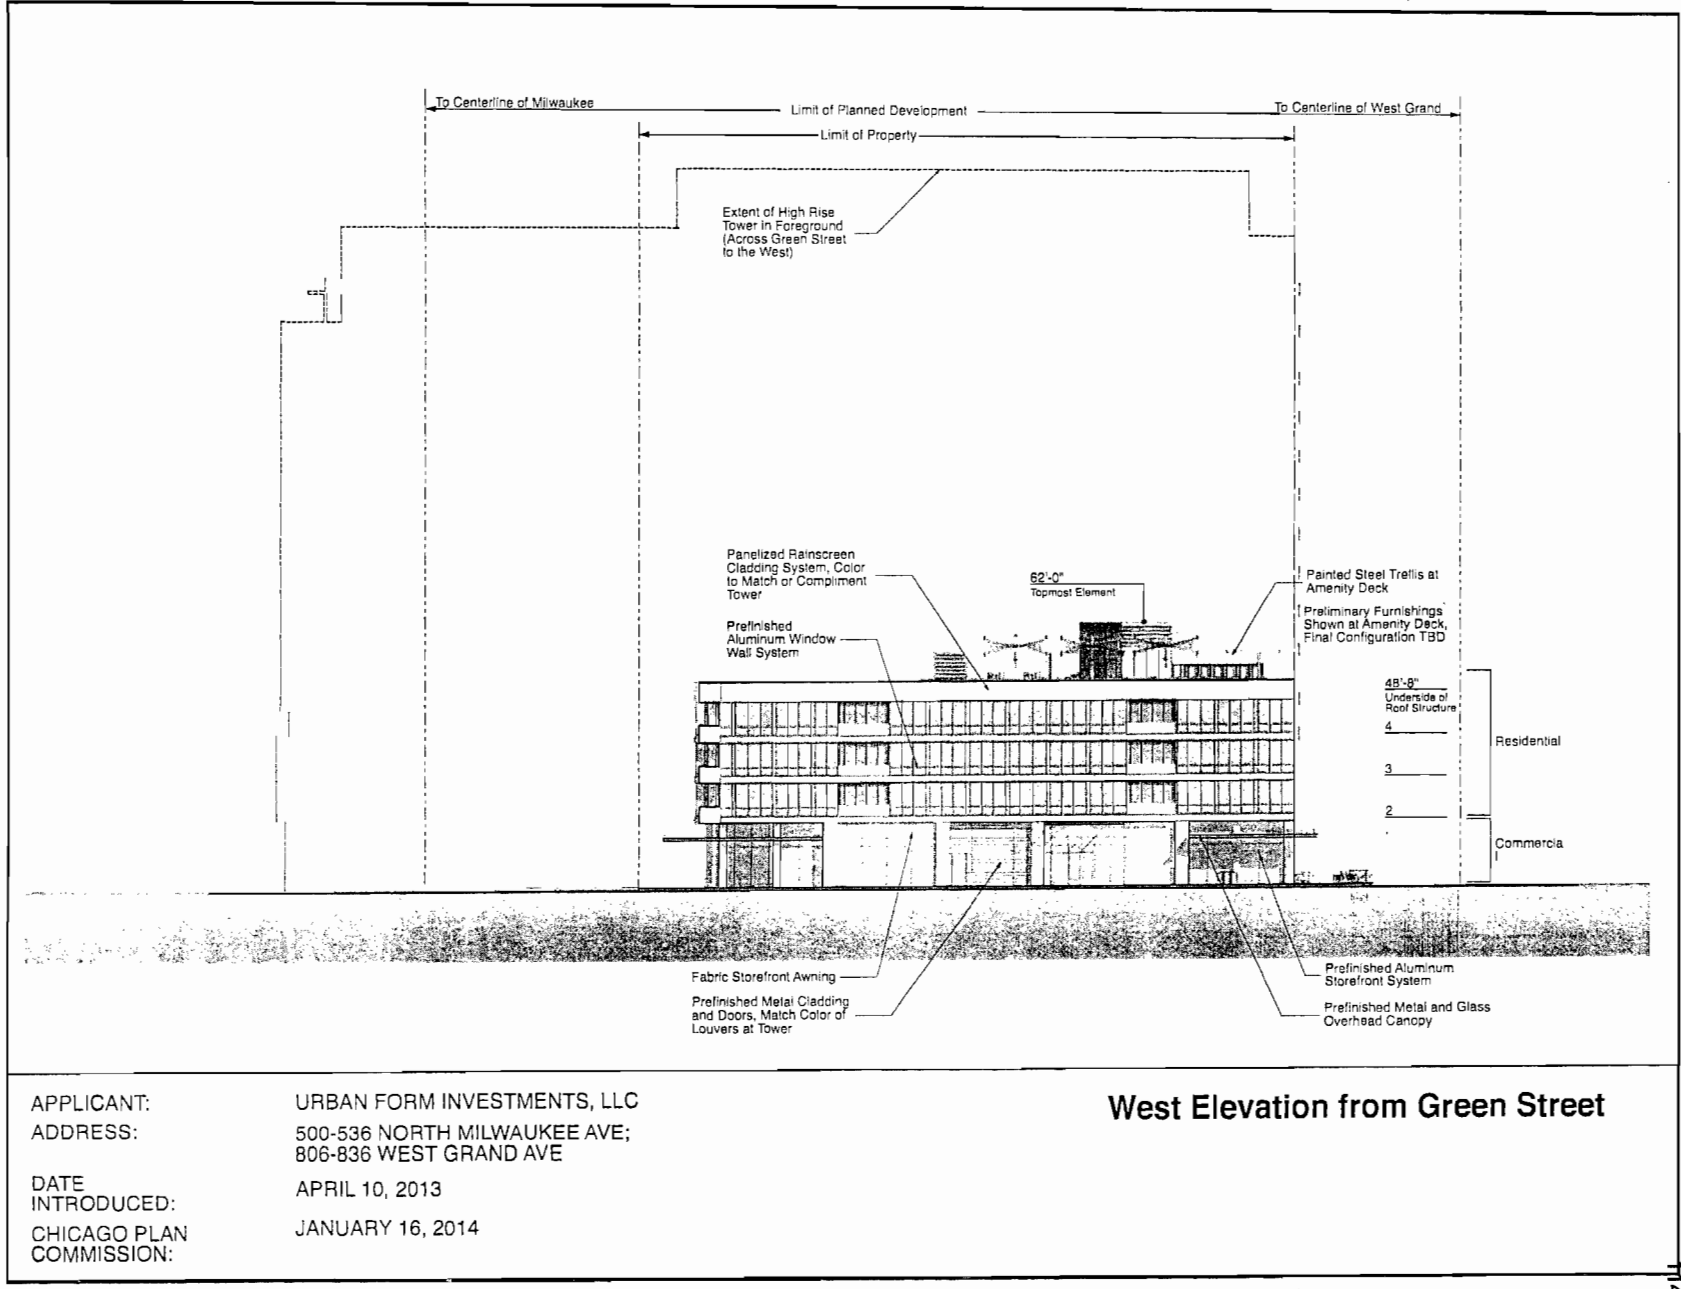 To Centerline of Milwaukee
Limit of Planned Development
To Centerline of West Grand
Limit of Property
Extent of High Rise
Tower in Foreground
(Across Green Street
to the West)
Panelized Rainscreen
Cladding System, Color
to Match or Compliment
Tower
62'-0"
Topmost Element
Painted Steel Trellis at
Amenity Deck
Preliminary Furnishings
Shown at Amenity Deck,
Final Configuration TBD
Prefinished
Aluminum Window
Wall System
48'-8"
Underside of
Roof Structure
4
Residential
3
2
Commercia
l
Fabric Storefront Awning
Prefinished Metal Cladding
and Doors, Match Color of
Louvers at Tower
Prefinished Aluminum
Storefront System
Prefinished Metal and Glass
Overhead Canopy
APPLICANT: URBAN FORM INVESTMENTS, LLC
ADDRESS: 500-536 NORTH MILWAUKEE AVE;
806-836 WEST GRAND AVE
DATE
INTRODUCED: APRIL 10, 2013
CHICAGO PLAN
COMMISSION: JANUARY 16, 2014
West Elevation from Green Street